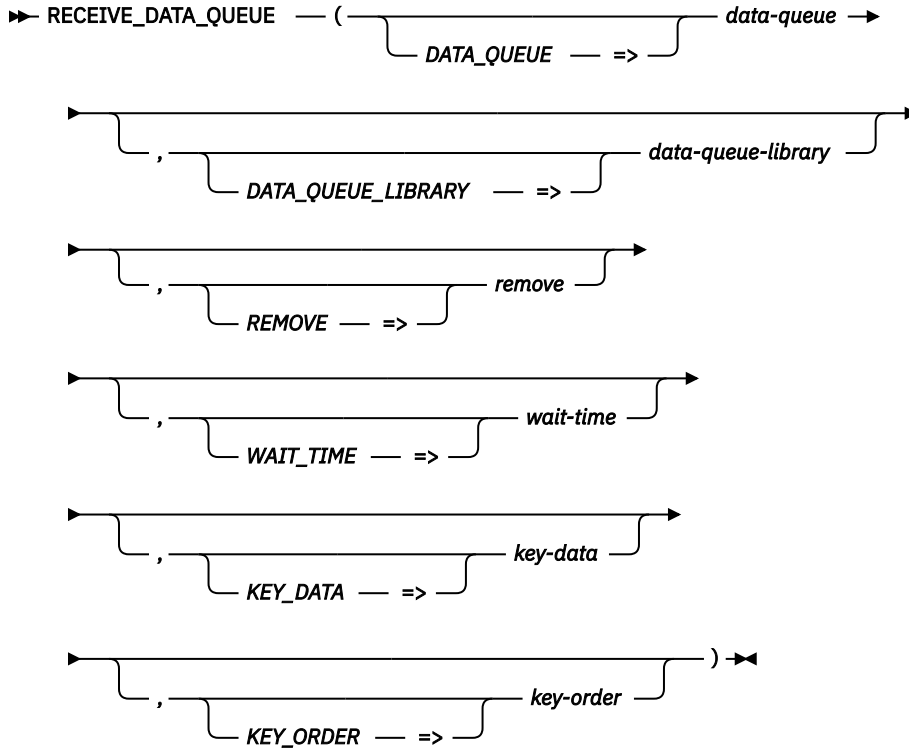 RECEIVE_DATA_QUEUE ( data-queue
DATA_QUEUE =>
, data-queue-library
DATA_QUEUE_LIBRARY =>
, remove
REMOVE =>
, wait-time
WAIT_TIME =>
, key-data
KEY_DATA =>
)
, key-order
KEY_ORDER =>